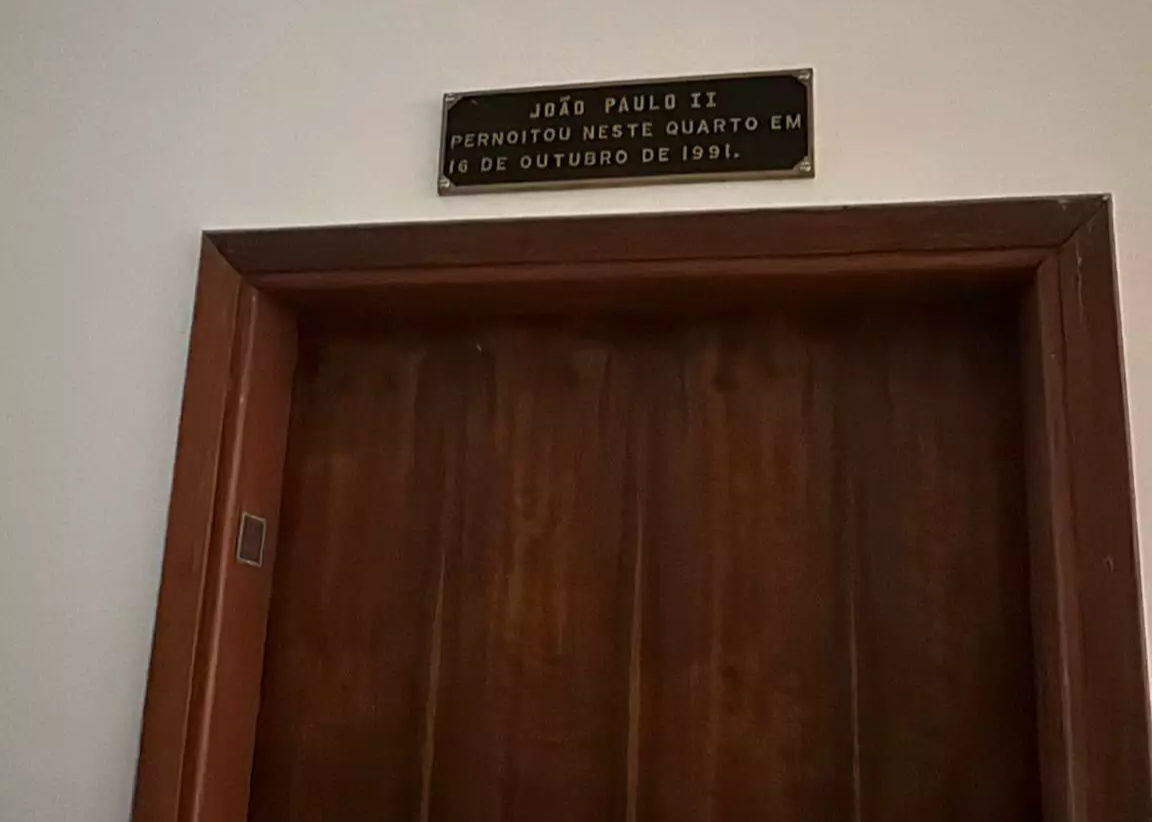 JOÃO PAULO II
PERNOITOU NESTE QUARTO EM
16 DE OUTUBRO DE 1991.